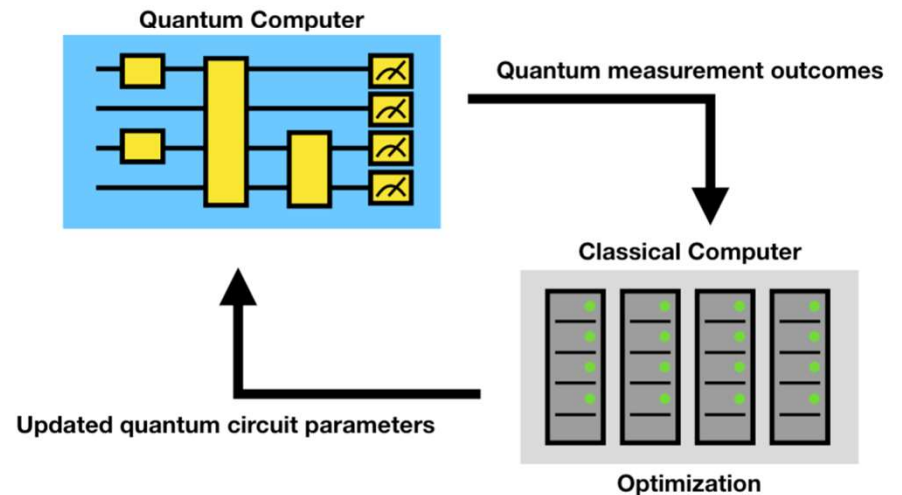 Quantum Computer
Quantum measurement outcomes
Classical Computer
Updated quantum circuit parameters
Optimization